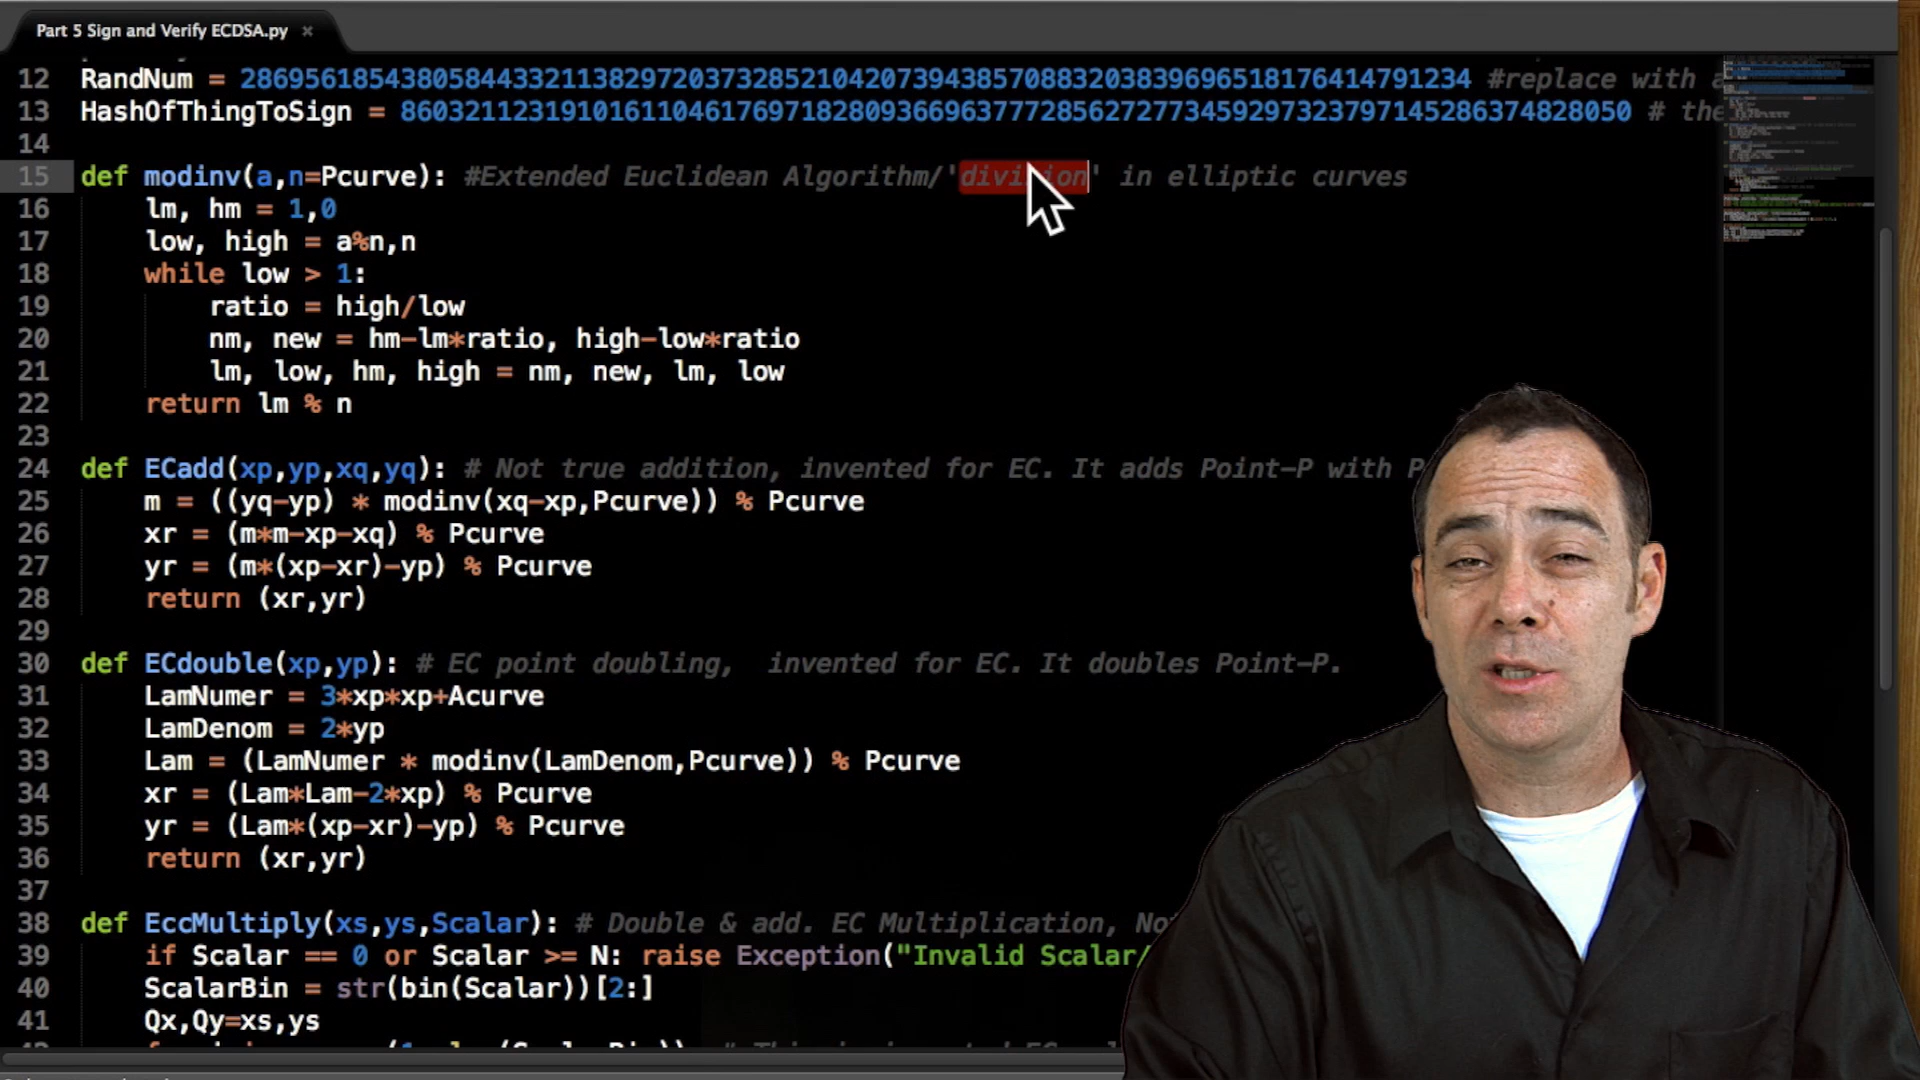 Part 5 Sign and Verify ECDSA.py ×
12 RandNum = 28695618543805844332113829720373285210420739438570883203839696518176414791234 #replace with a
13 HashOfThingToSign = 86032112319101611046176971828093669637772856272773459297323797145286374828050 # the
14
15 def modinv(a,n=Pcurve): #Extended Euclidean Algorithm/'division' in elliptic curves
16 lm, hm = 1,0
17 low, high = a%n,n
18 while low > 1:
19 ratio = high/low
20 nm, new = hm-lm*ratio, high-low*ratio
21 lm, low, hm, high = nm, new, lm, low
22 return lm % n
23
24 def ECadd(xp,yp,xq,yq): # Not true addition, invented for EC. It adds Point-P with P
25 m = ((yq-yp) * modinv(xq-xp,Pcurve)) % Pcurve
26 xr = (m*m-xp-xq) % Pcurve
27 yr = (m*(xp-xr)-yp) % Pcurve
28 return (xr,yr)
29
30 def ECdouble(xp,yp): # EC point doubling,  invented for EC. It doubles Point-P.
31 LamNumer = 3*xp*xp+Acurve
32 LamDenom = 2*yp
33 Lam = (LamNumer * modinv(LamDenom,Pcurve)) % Pcurve
34 xr = (Lam*Lam-2*xp) % Pcurve
35 yr = (Lam*(xp-xr)-yp) % Pcurve
36 return (xr,yr)
37
38 def EccMultiply(xs,ys,Scalar): # Double & add. EC Multiplication, No
39 if Scalar == 0 or Scalar >= N: raise Exception("Invalid Scalar/
40 ScalarBin = str(bin(Scalar))[2:]
41 Qx,Qy=xs,ys